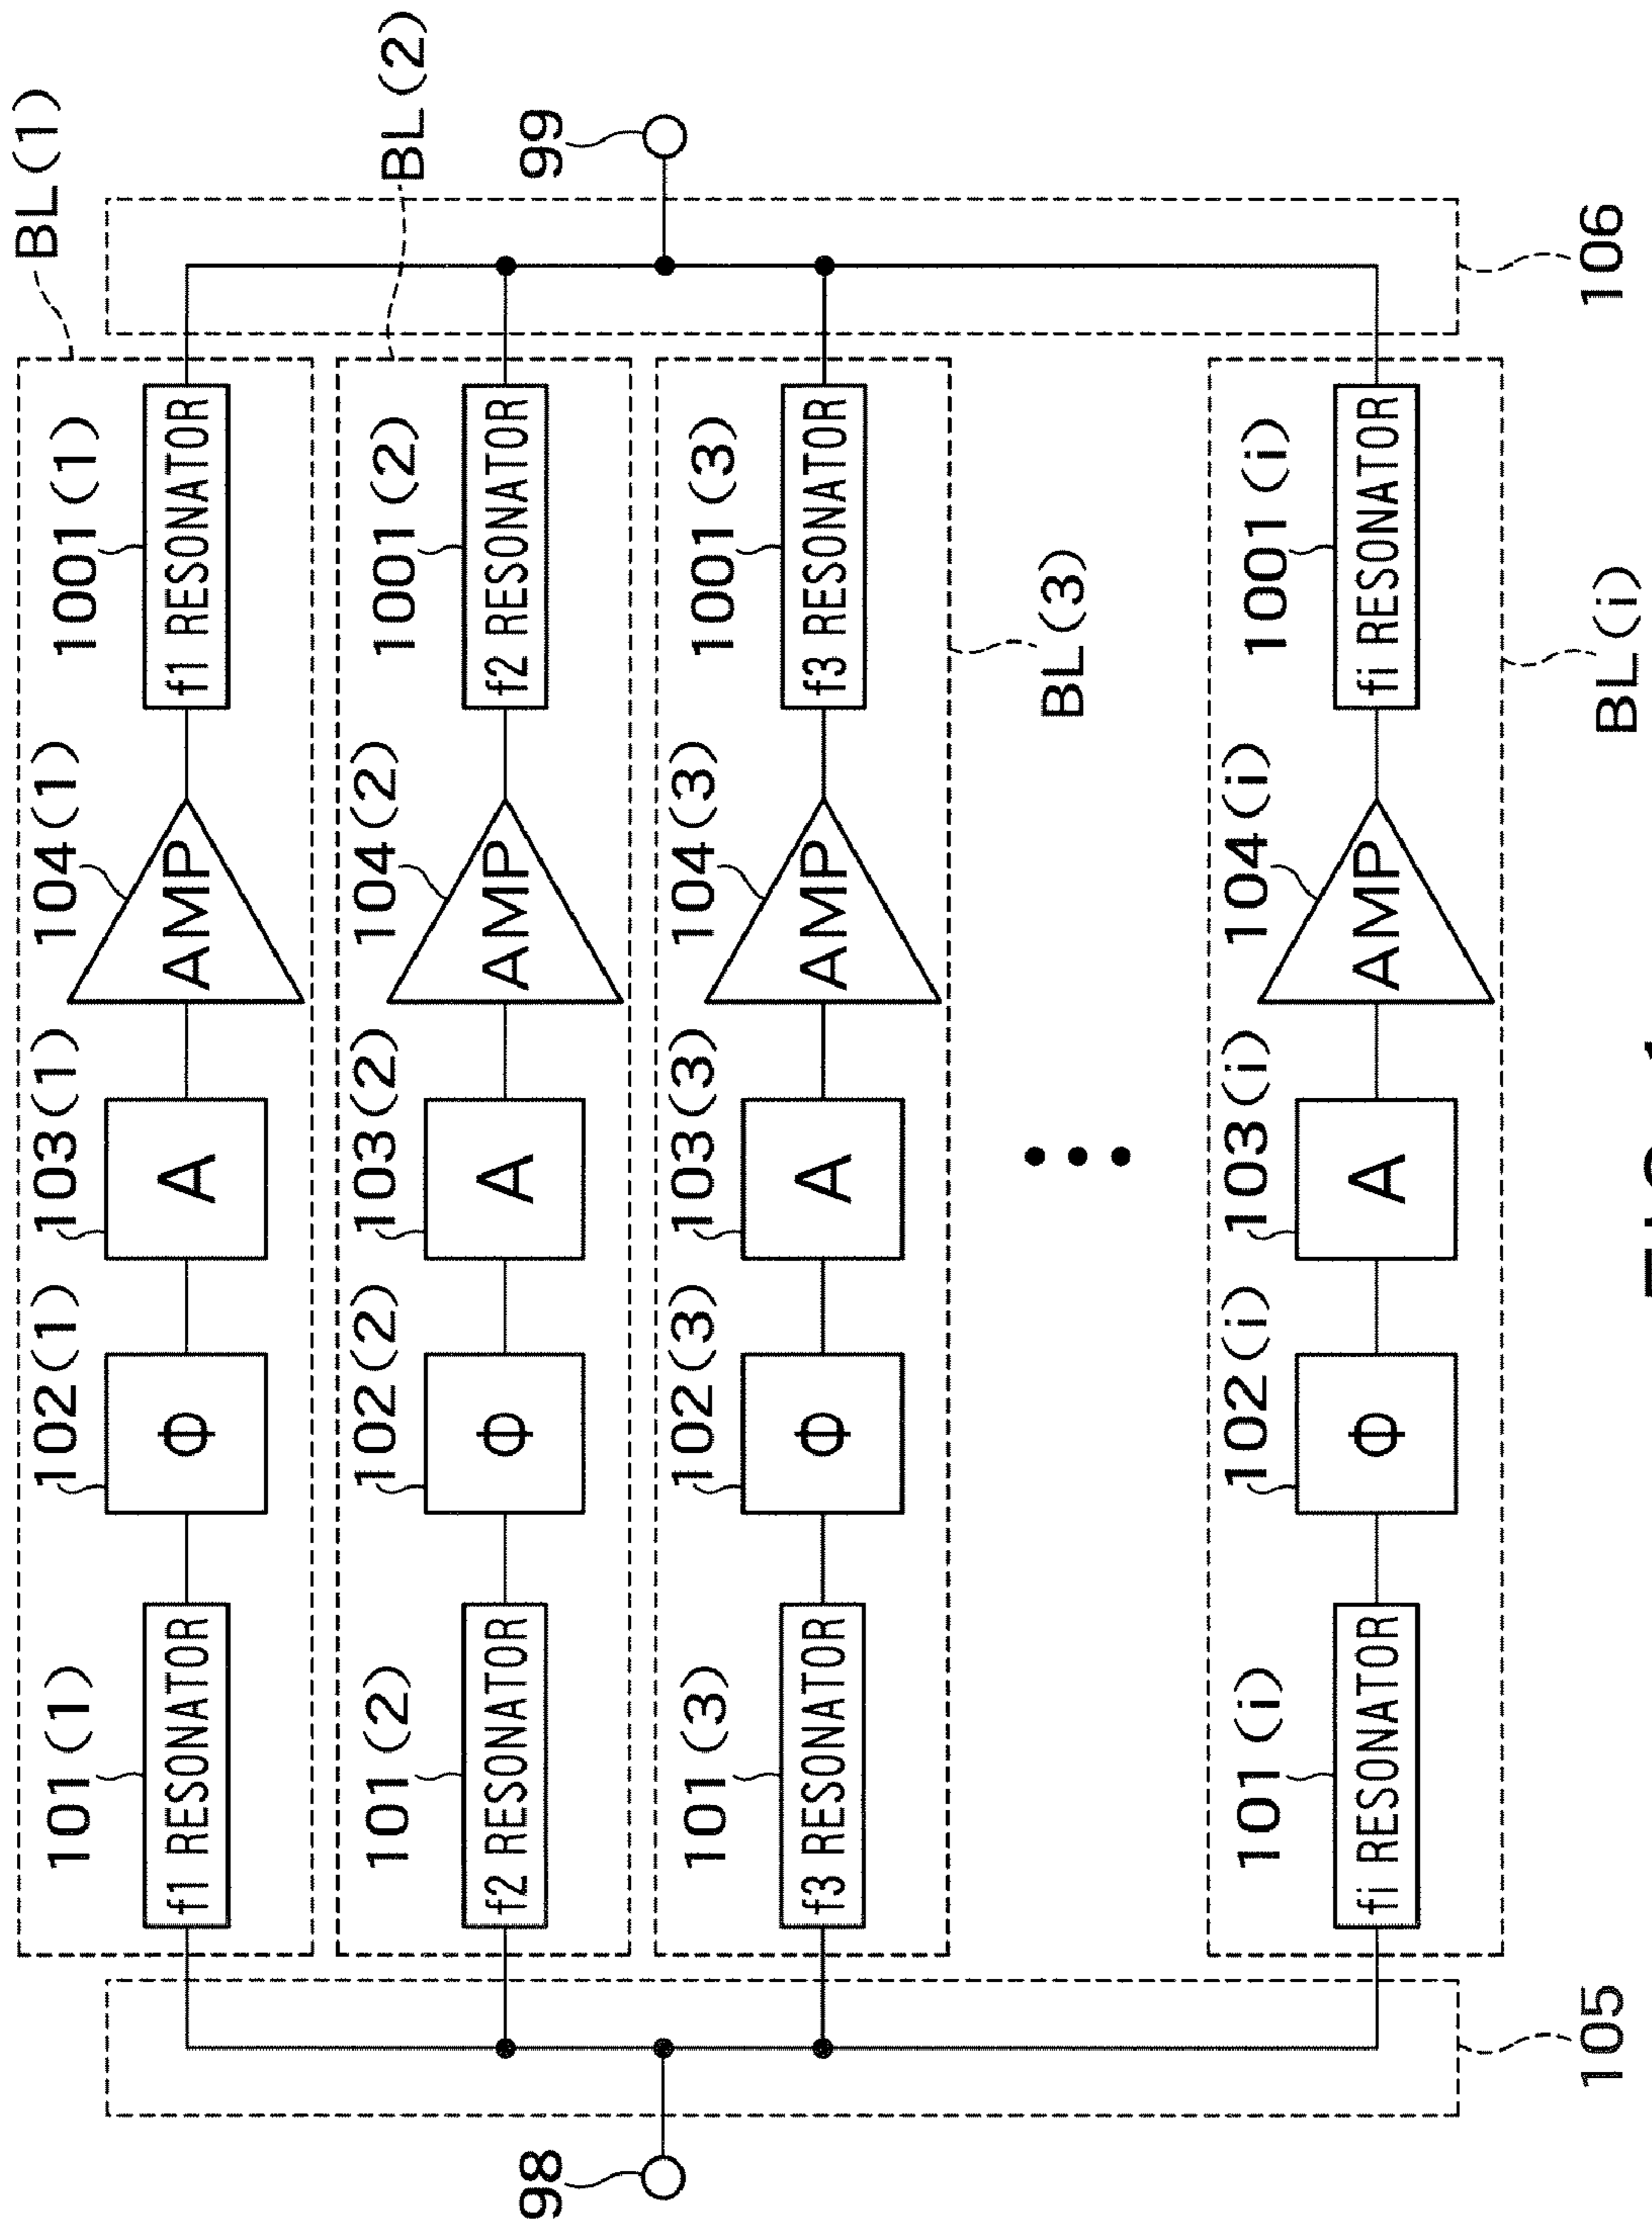 BL(1)
101(1)
102(1)
103(1)
104(1)
1001(1)
f1 RESONATOR
Φ
A
AMP
f1 RESONATOR
BL(2)
101(2)
102(2)
103(2)
104(2)
1001(2)
f2 RESONATOR
Φ
A
AMP
f2 RESONATOR
98
99
101(3)
102(3)
103(3)
104(3)
1001(3)
f3 RESONATOR
Φ
A
AMP
f3 RESONATOR
BL(3)
101(i)
102(i)
103(i)
104(i)
1001(i)
fi RESONATOR
Φ
A
AMP
fi RESONATOR
105
BL(i)
106